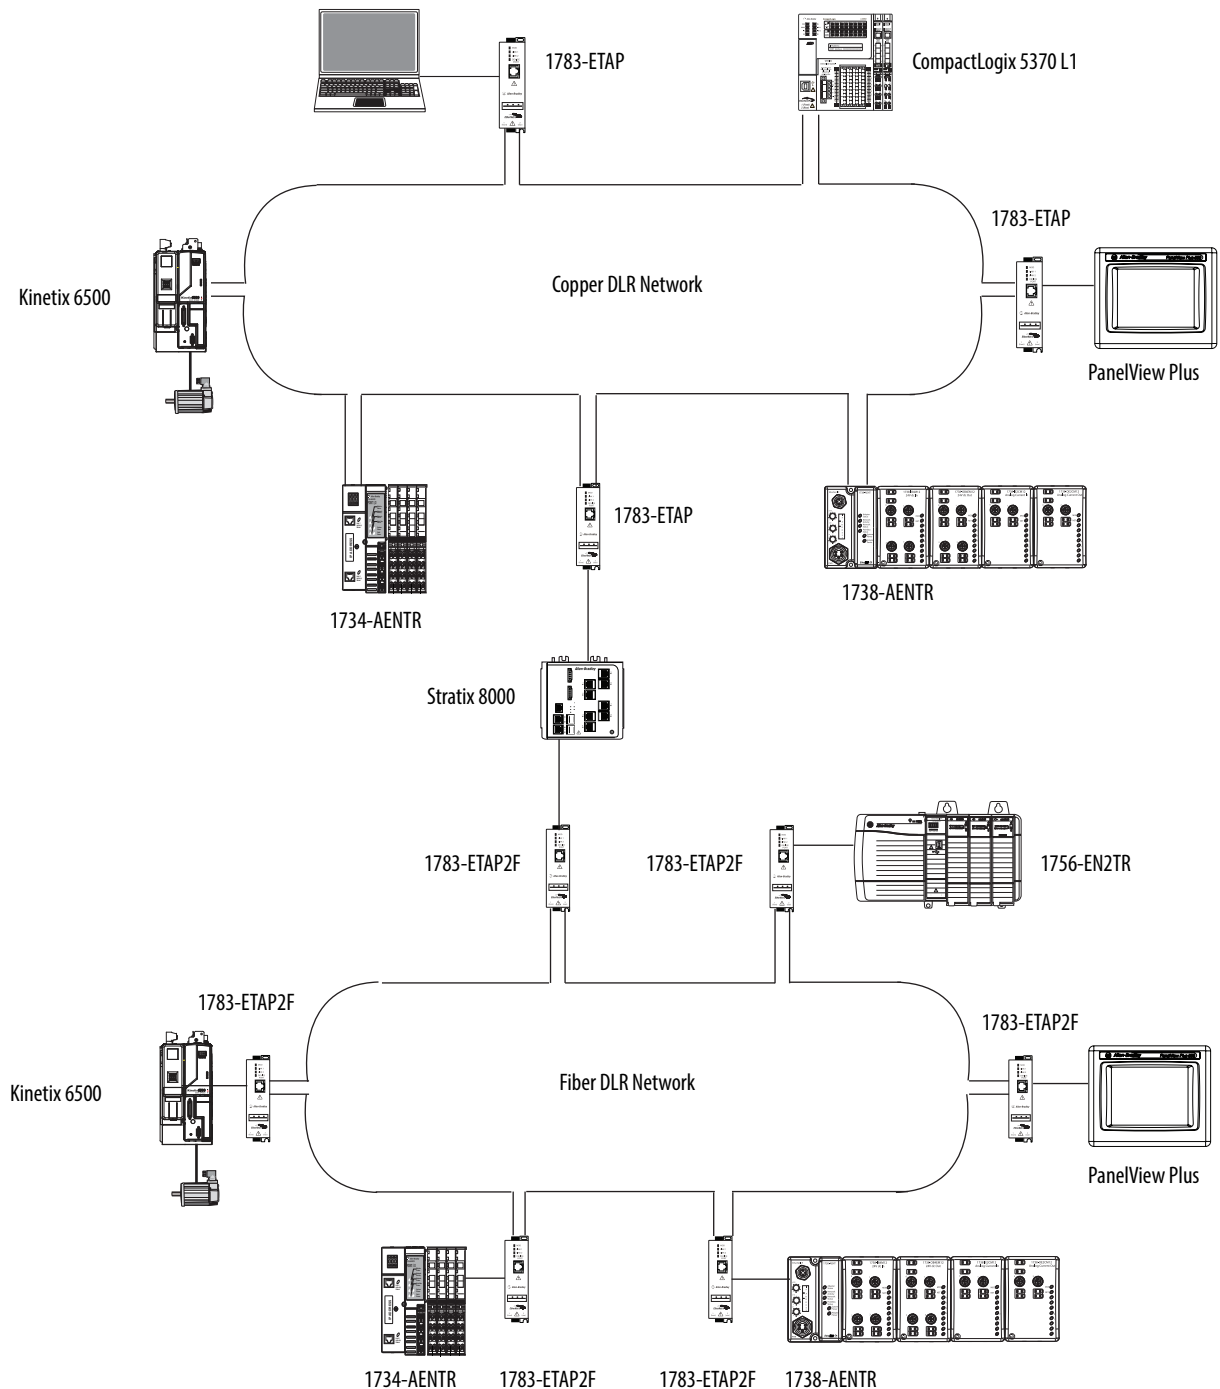 1783-ETAP
CompactLogix 5370 L1
1783-ETAP
Kinetix 6500
Copper DLR Network
PanelView Plus
1783-ETAP
1734-AENTR
1738-AENTR
Stratix 8000
1783-ETAP2F
1783-ETAP2F
1756-EN2TR
1783-ETAP2F
1783-ETAP2F
Kinetix 6500
Fiber DLR Network
PanelView Plus
1734-AENTR
1783-ETAP2F
1783-ETAP2F
1738-AENTR